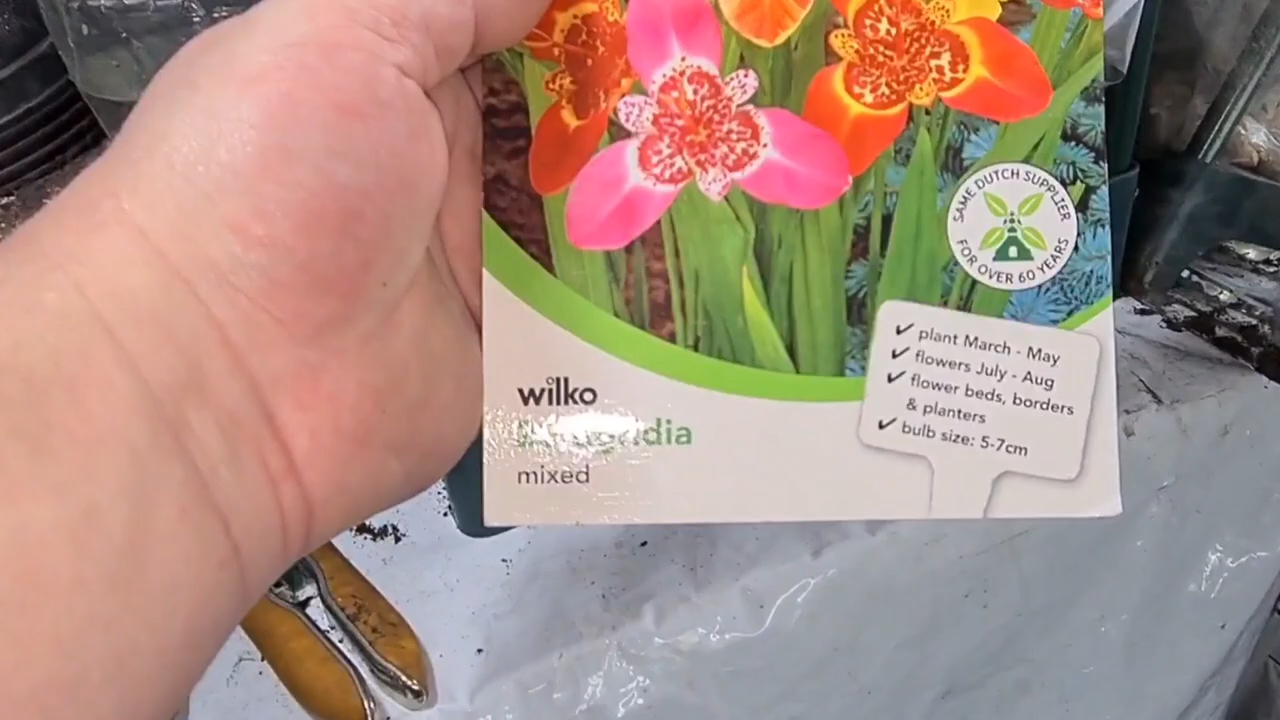 SAME DUTCH SUPPLIER
FOR OVER 60 YEARS
✓ plant March - May
✓ flowers July - Aug
✓ flower beds, borders
& planters
✓ bulb size: 5-7cm
wilko
mixed